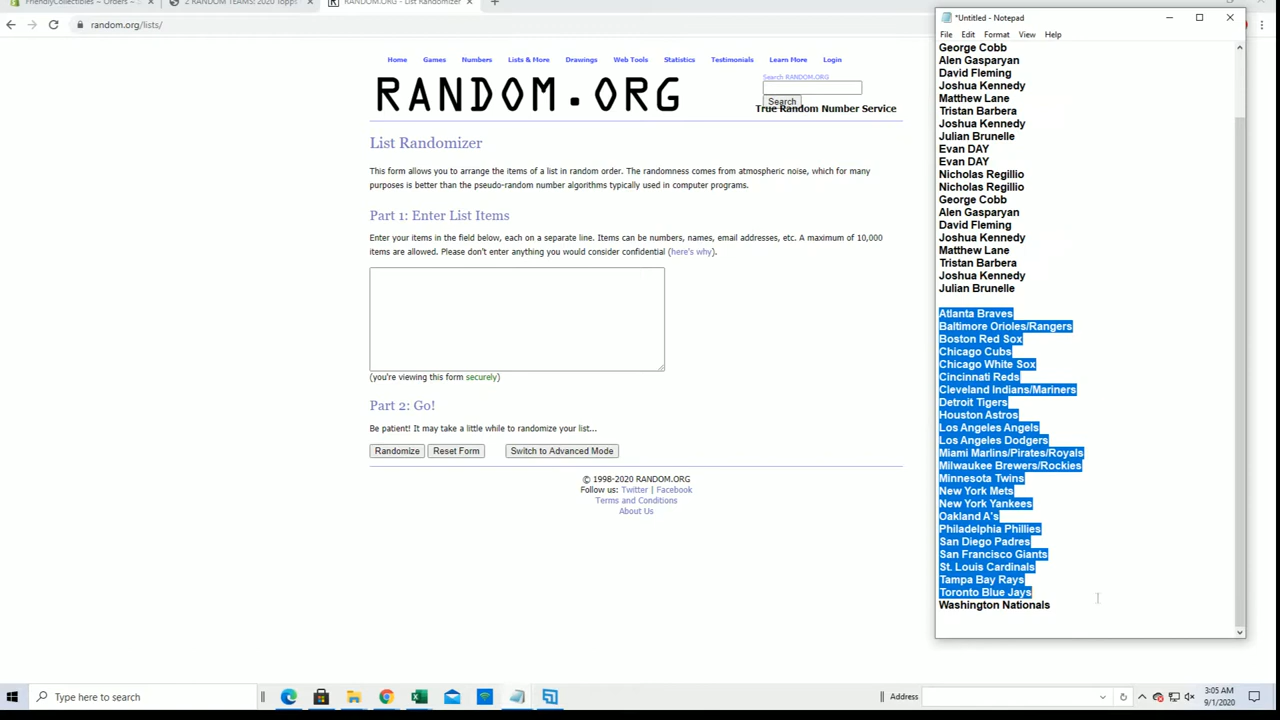 FriendlyCollectibles – Orders –
2 RANDOM TEAMS: 2020 Topps
RANDOM.ORG - List Randomizer
random.org/lists/
Home
Games
Numbers
Lists & More
Drawings
Web Tools
Statistics
Testimonials
Learn More
Login
RANDOM.ORG
Search RANDOM.ORG
Search
True Random Number Service
List Randomizer
This form allows you to arrange the items of a list in random order. The randomness comes from atmospheric noise, which for many
purposes is better than the pseudo-random number algorithms typically used in computer programs.
Part 1: Enter List Items
Enter your items in the field below, each on a separate line. Items can be numbers, names, email addresses, etc. A maximum of 10,000
items are allowed. Please don't enter anything you would consider confidential (here's why).
(you're viewing this form securely)
Part 2: Go!
Be patient! It may take a little while to randomize your list...
Randomize
Reset Form
Switch to Advanced Mode
© 1998-2020 RANDOM.ORG
Follow us: Twitter | Facebook
Terms and Conditions
About Us
*Untitled - Notepad
File Edit Format View Help
George Cobb
Alen Gasparyan
David Fleming
Joshua Kennedy
Matthew Lane
Tristan Barbera
Joshua Kennedy
Julian Brunelle
Evan DAY
Evan DAY
Nicholas Regillio
Nicholas Regillio
George Cobb
Alen Gasparyan
David Fleming
Joshua Kennedy
Matthew Lane
Tristan Barbera
Joshua Kennedy
Julian Brunelle
Atlanta Braves
Baltimore Orioles/Rangers
Boston Red Sox
Chicago Cubs
Chicago White Sox
Cincinnati Reds
Cleveland Indians/Mariners
Detroit Tigers
Houston Astros
Los Angeles Angels
Los Angeles Dodgers
Miami Marlins/Pirates/Royals
Milwaukee Brewers/Rockies
Minnesota Twins
New York Mets
New York Yankees
Oakland A's
Philadelphia Phillies
San Diego Padres
San Francisco Giants
St. Louis Cardinals
Tampa Bay Rays
Toronto Blue Jays
Washington Nationals
Type here to search
Address
3:05 AM
9/1/2020